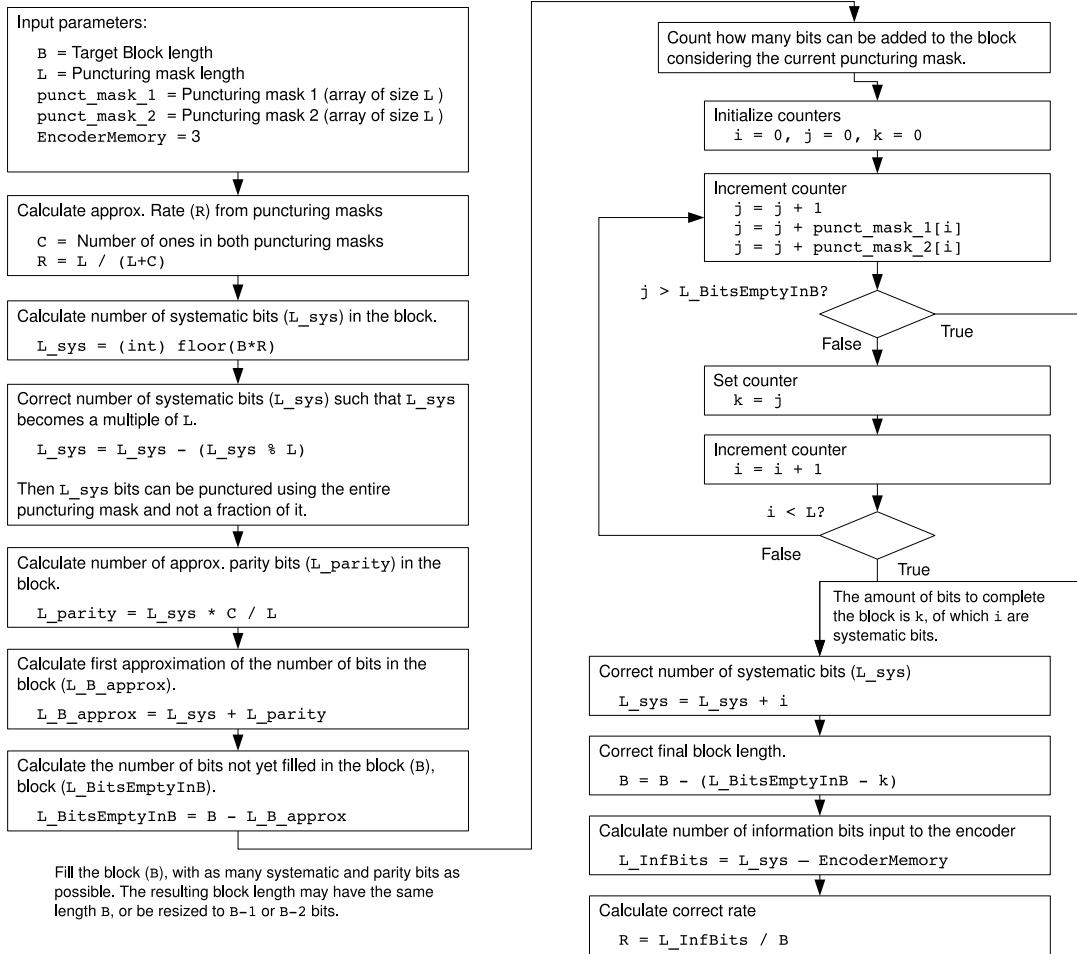 Input parameters:
B = Target Block length
L = Puncturing mask length
punct_mask_1 = Puncturing mask 1 (array of size L )
punct_mask_2 = Puncturing mask 2 (array of size L )
EncoderMemory = 3
Calculate approx. Rate (R) from puncturing masks
C = Number of ones in both puncturing masks
R = L / (L+C)
Calculate number of systematic bits (L_sys) in the block.
L_sys = (int) floor(B*R)
Correct number of systematic bits (L_sys) such that L_sys
becomes a multiple of L.
L_sys = L_sys - (L_sys % L)
Then L_sys bits can be punctured using the entire
puncturing mask and not a fraction of it.
Calculate number of approx. parity bits (L_parity) in the
block.
L_parity = L_sys * C / L
Calculate first approximation of the number of bits in the
block (L_B_approx).
L_B_approx = L_sys + L_parity
Calculate the number of bits not yet filled in the block (B),
block (L_BitsEmptyInB).
L_BitsEmptyInB = B - L_B_approx
Fill the block (B), with as many systematic and parity bits as
possible. The resulting block length may have the same
length B, or be resized to B-1 or B-2 bits.
Count how many bits can be added to the block
considering the current puncturing mask.
Initialize counters
i = 0, j = 0, k = 0
Increment counter
j = j + 1
j = j + punct_mask_1[i]
j = j + punct_mask_2[i]
j > L_BitsEmptyInB?
True
False
Set counter
k = j
Increment counter
i = i + 1
i < L?
False
True
The amount of bits to complete
the block is k, of which i are
systematic bits.
Correct number of systematic bits (L_sys)
L_sys = L_sys + i
Correct final block length.
B = B - (L_BitsEmptyInB - k)
Calculate number of information bits input to the encoder
L_InfBits = L_sys – EncoderMemory
Calculate correct rate
R = L_InfBits / B